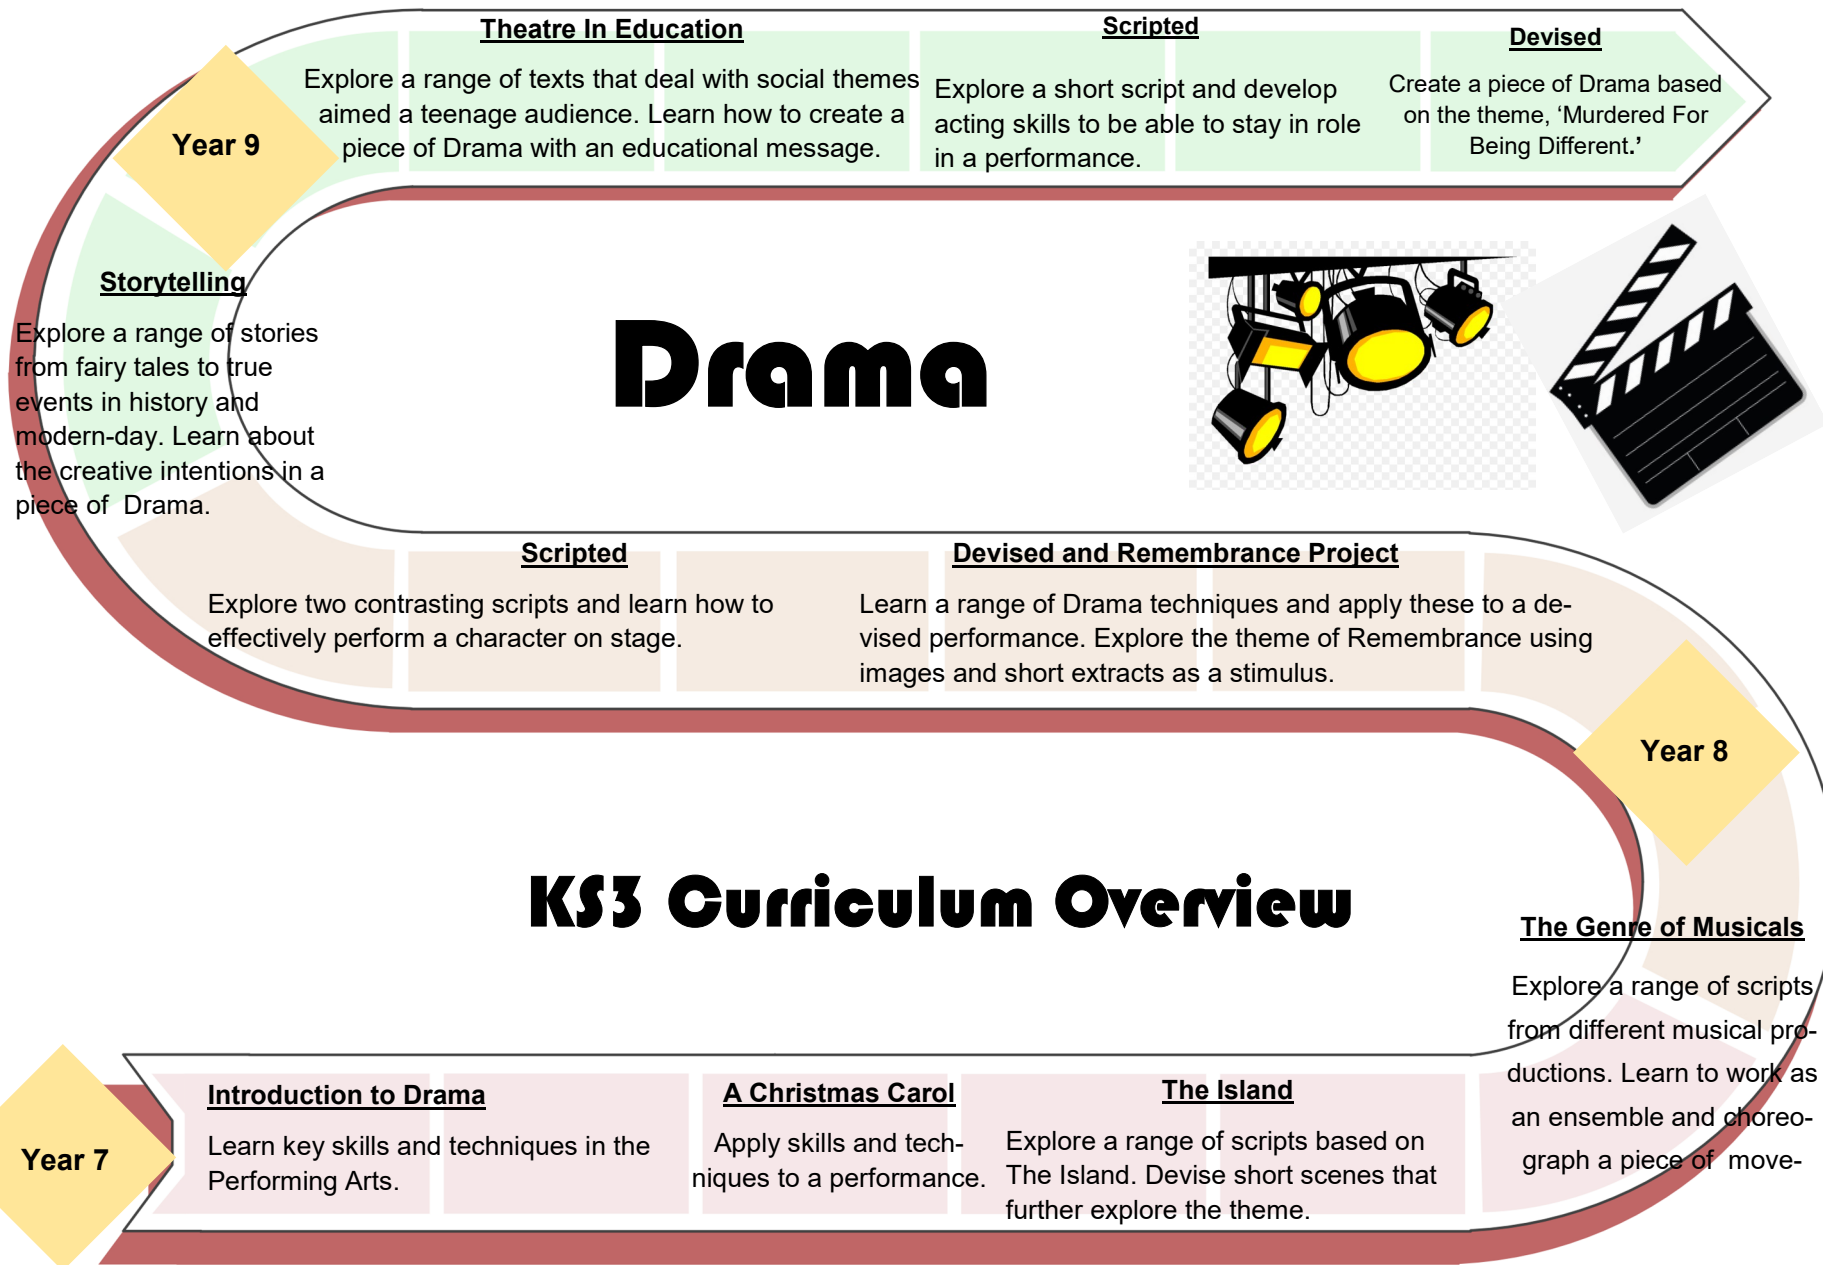 Theatre In Education
Explore a range of texts that deal with social themes
aimed a teenage audience. Learn how to create a
piece of Drama with an educational message.
Scripted
Explore a short script and develop
acting skills to be able to stay in role
in a performance.
Devised
Create a piece of Drama based
on the theme, ‘Murdered For
Being Different.’
Year 9
Storytelling
Explore a range of stories
from fairy tales to true
events in history and
modern-day. Learn about
the creative intentions in a
piece of  Drama.
Drama
Scripted
Explore two contrasting scripts and learn how to
effectively perform a character on stage.
Devised and Remembrance Project
Learn a range of Drama techniques and apply these to a de-
vised performance. Explore the theme of Remembrance using
images and short extracts as a stimulus.
Year 8
KS3 Curriculum Overview
The Genre of Musicals
Explore a range of scripts
from different musical pro-
ductions. Learn to work as
an ensemble and choreo-
graph a piece of  move-
Year 7
Introduction to Drama
Learn key skills and techniques in the
Performing Arts.
A Christmas Carol
Apply skills and tech-
niques to a performance.
The Island
Explore a range of scripts based on
The Island. Devise short scenes that
further explore the theme.